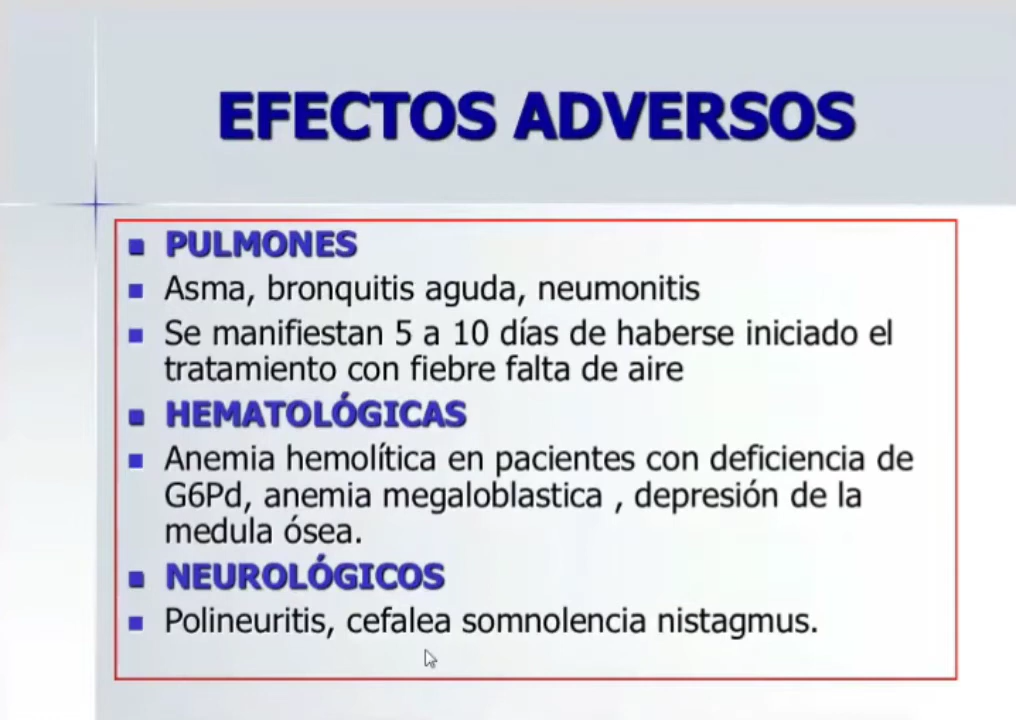 EFECTOS ADVERSOS
PULMONES
Asma, bronquitis aguda, neumonitis
Se manifiestan 5 a 10 días de haberse iniciado el
tratamiento con fiebre falta de aire
HEMATOLÓGICAS
Anemia hemolítica en pacientes con deficiencia de
G6Pd, anemia megaloblastica , depresión de la
medula ósea.
NEUROLÓGICOS
Polineuritis, cefalea somnolencia nistagmus.